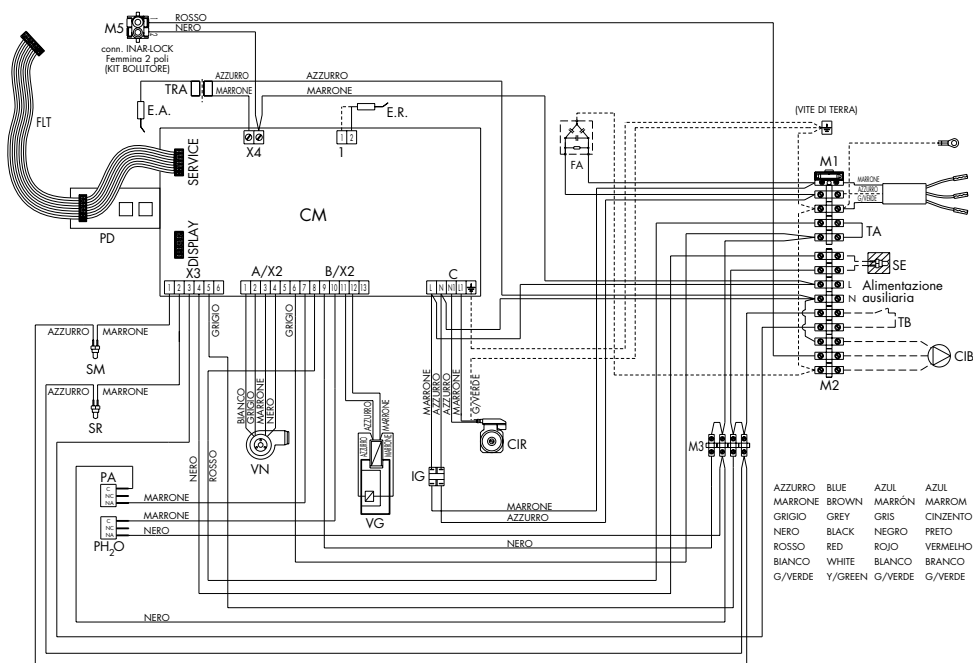 M5
ROSSO
NERO
conn. INAR-LOCK
Femmina 2 poli
(KIT BOLLITORE)
TRA
AZZURRO
MARRONE
AZZURRO
MARRONE
E.A.
E.R.
FLT
SERVICE
X4
1 2
1
(VITE DI TERRA)
FA
M1
MARRONE
AZZURRO
G/VERDE
PD
CM
DISPLAY
TA
SE
X3
A/X2
B/X2
C
1 2 3 4 5 6
1 2 3 4 5 6 7 8 9 10 11 12 13
L N N1 L1
L Alimentazione
N ausiliaria
TB
CIB
M2
AZZURRO
MARRONE
SM
GRIGIO
GRIGIO
AZZURRO
MARRONE
SR
BIANCO
GRIGIO
MARRONE
NERO
VN
AZZURRO
MARRONE
AZZURRO
MARRONE
VG
MARRONE
AZZURRO
AZZURRO
MARRONE
G/VERDE
CIR
IG
M3
NERO
ROSSO
PA
C
NC
NA
MARRONE
MARRONE
C
NC
NA
NERO
PH2O
MARRONE
AZZURRO
NERO
NERO
AZZURRO BLUE AZUL AZUL
MARRONE BROWN MARRÓN MARROM
GRIGIO GREY GRIS CINZENTO
NERO BLACK NEGRO PRETO
ROSSO RED ROJO VERMELHO
BIANCO WHITE BLANCO BRANCO
G/VERDE Y/GREEN G/VERDE G/VERDE